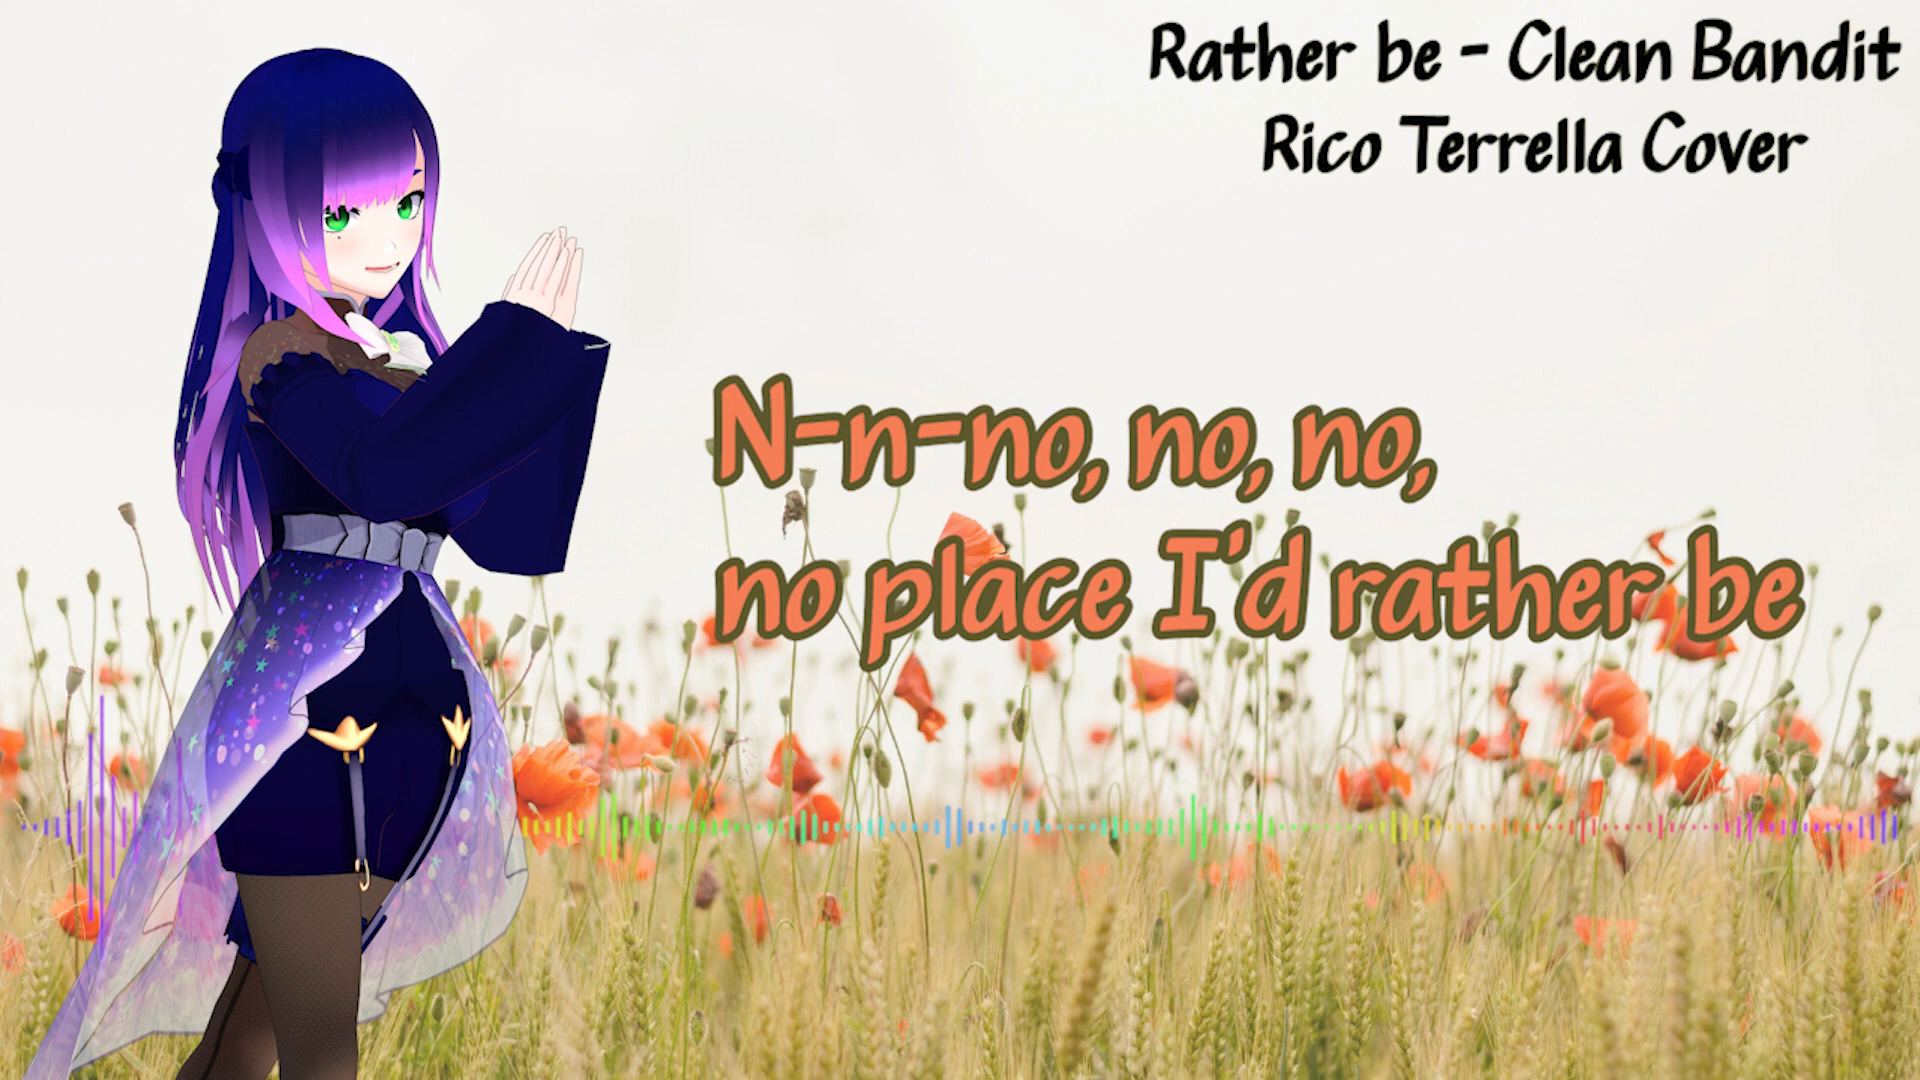 Rather be - Clean Bandit
Rico Terrella Cover
N-n-no, no, no,
no place I'd rather be